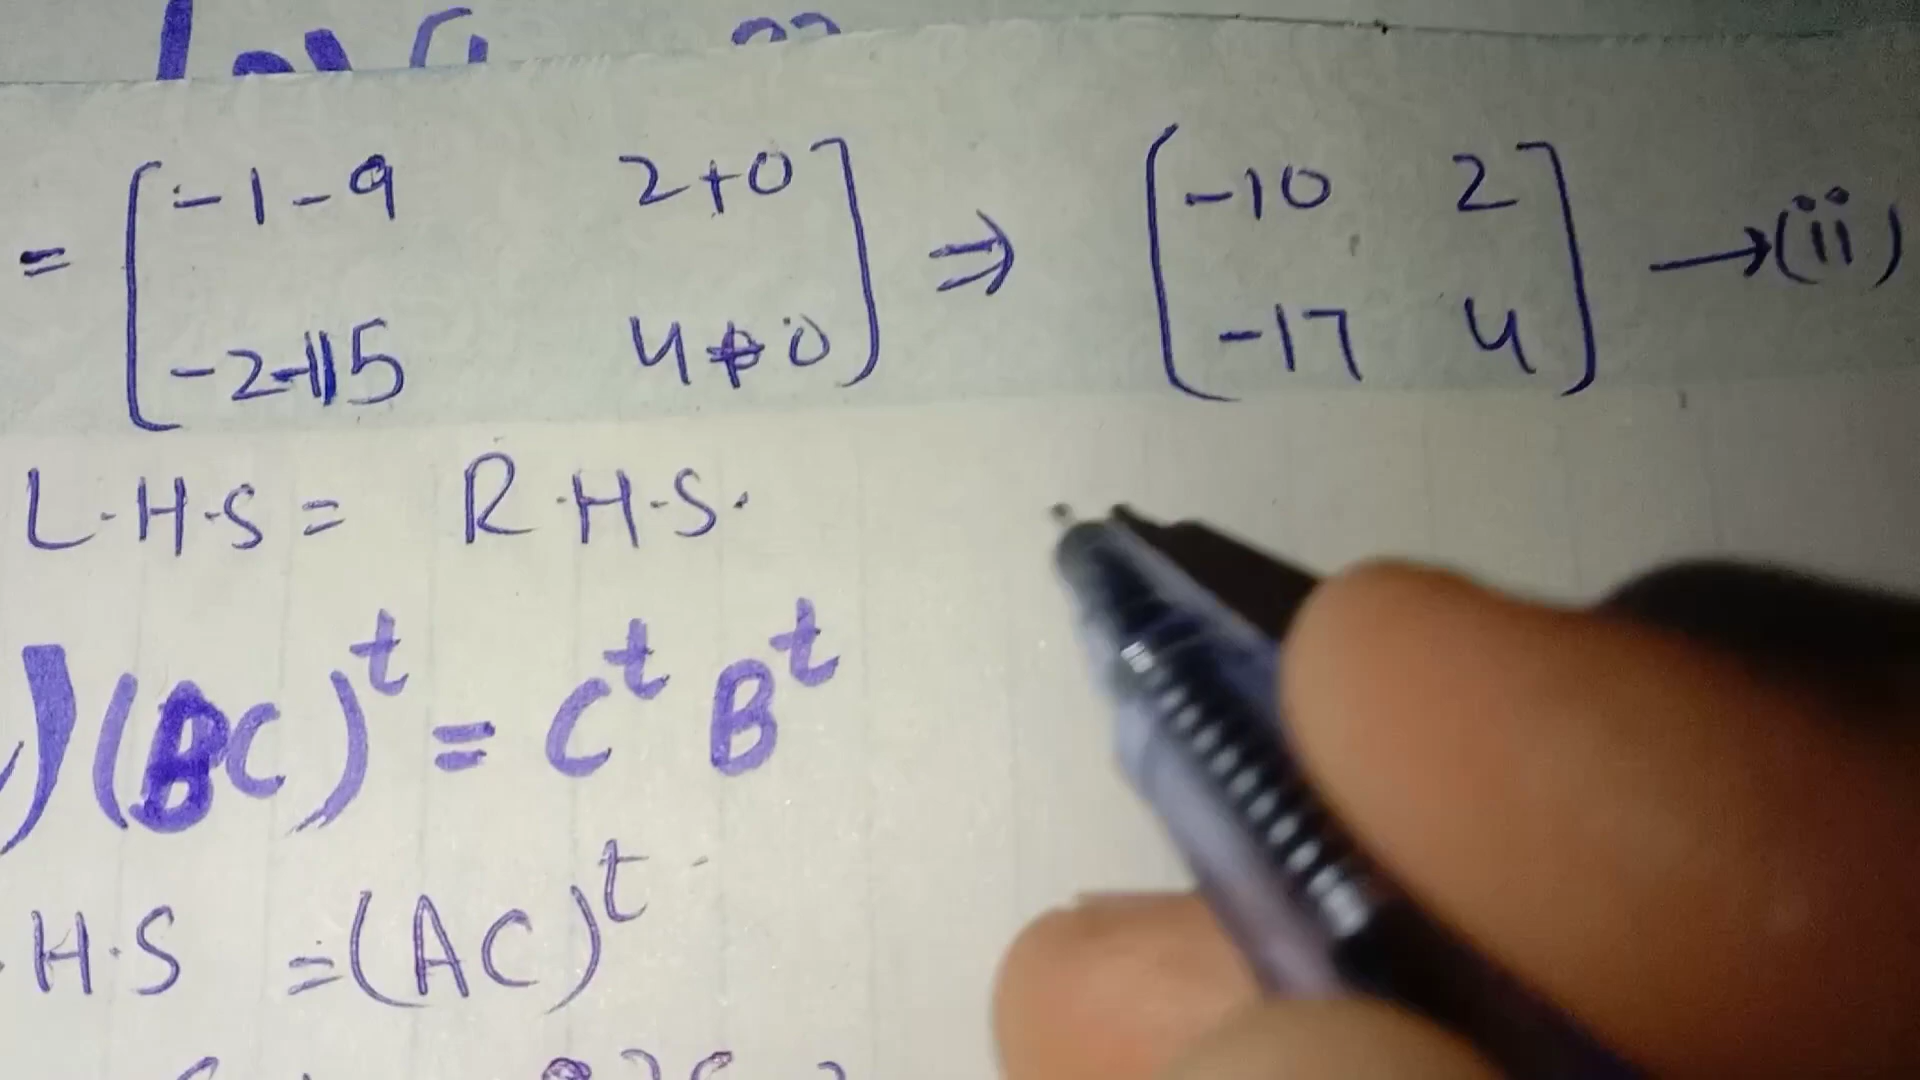 = [ -1-9 2+0 ] ⇒ [ -10 2 ] → (ii)
[ -2-15 4+0 ] [ -17 4 ]
L.H.S = R.H.S.
) (BC)^t = C^t B^t
.H.S = (AC)^t